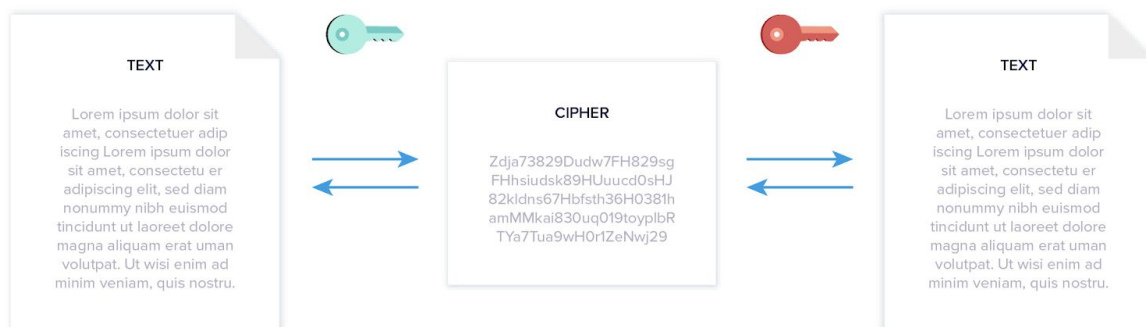 TEXT
Lorem ipsum dolor sit
amet, consectetuer adip
iscing Lorem ipsum dolor
sit amet, consectetu er
adipiscing elit, sed diam
nonummy nibh euismod
tincidunt ut laoreet dolore
magna aliquam erat uman
volutpat. Ut wisi enim ad
minim veniam, quis nostru.
CIPHER
Zdja73829Dudw7FH829sg
FHhsiudsk89HUuucd0sHJ
82kldns67Hbfsth36H0381h
amMMkai830uq019toyplbR
TYa7Tua9wH0r1ZeNwj29
TEXT
Lorem ipsum dolor sit
amet, consectetuer adip
iscing Lorem ipsum dolor
sit amet, consectetu er
adipiscing elit, sed diam
nonummy nibh euismod
tincidunt ut laoreet dolore
magna aliquam erat uman
volutpat. Ut wisi enim ad
minim veniam, quis nostru.